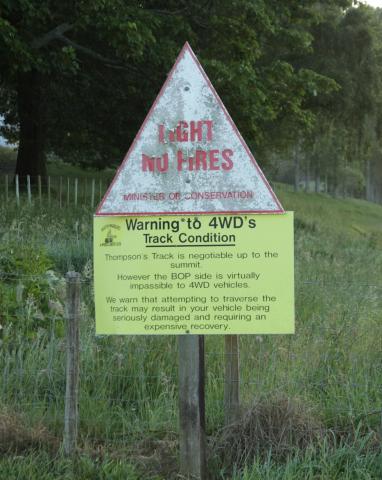 LIGHT
NO FIRES
MINISTER OF CONSERVATION
Warning to 4WD's
Track Condition
Thompson's Track is negotiable up to the
summit.
However the BOP side is virtually
impassible to 4WD vehicles.
We warn that attempting to traverse the
track may result in your vehicle being
seriously damaged and requiring an
expensive recovery.